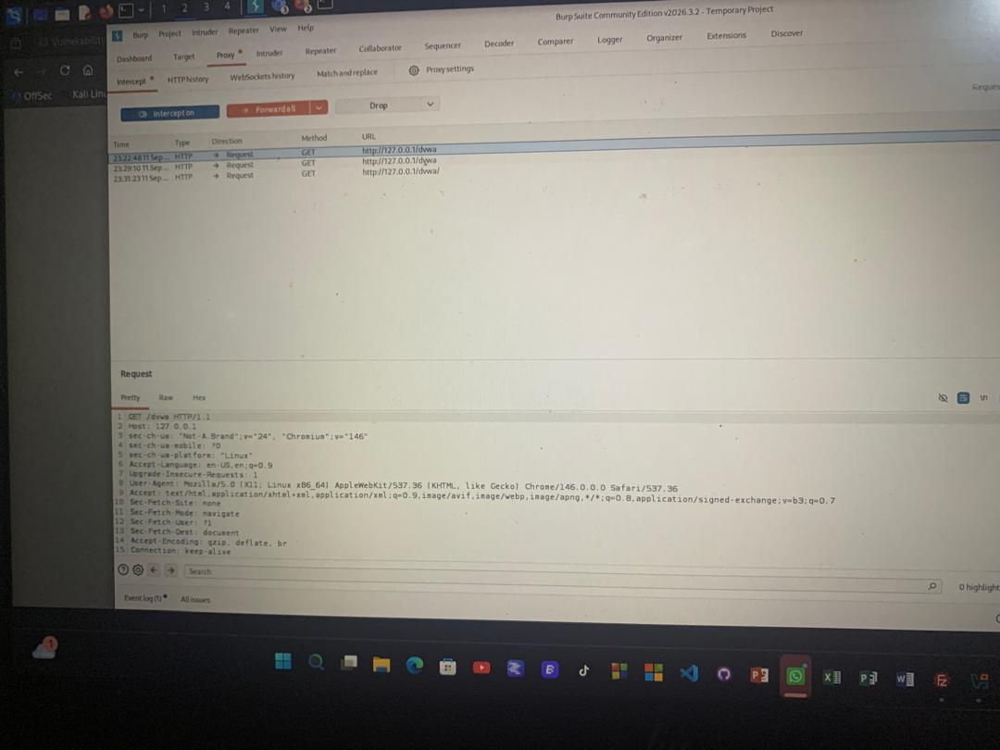 Burp Suite Community Edition v2026.3.2 - Temporary Project
1 2 3 4
Burp Project Intruder Repeater View Help
Vulnerability
Dashboard Target Proxy Intruder Repeater Collaborator Sequencer Decoder Comparer Logger Organizer Extensions Discover
Intercept HTTP history WebSockets history Match and replace Proxy settings
OffSec Kali Linu
Reques
Intercept on Forward all Drop
Time Type Direction Method URL
23:22:48 11 Sep... HTTP → Request GET http://127.0.0.1/dvwa
23:29:10 11 Sep... HTTP → Request GET http://127.0.0.1/dvwa
23:31:23 11 Sep... HTTP → Request GET http://127.0.0.1/dvwa/
Request
Pretty Raw Hex
\n
1 GET /dvwa HTTP/1.1
2 Host: 127.0.0.1
3 sec-ch-ua: "Not-A.Brand";v="24", "Chromium";v="146"
4 sec-ch-ua-mobile: ?0
5 sec-ch-ua-platform: "Linux"
6 Accept-Language: en-US,en;q=0.9
7 Upgrade-Insecure-Requests: 1
8 User-Agent: Mozilla/5.0 (X11; Linux x86_64) AppleWebKit/537.36 (KHTML, like Gecko) Chrome/146.0.0.0 Safari/537.36
9 Accept: text/html,application/xhtml+xml,application/xml;q=0.9,image/avif,image/webp,image/apng,*/*;q=0.8,application/signed-exchange;v=b3;q=0.7
10 Sec-Fetch-Site: none
11 Sec-Fetch-Mode: navigate
12 Sec-Fetch-User: ?1
13 Sec-Fetch-Dest: document
14 Accept-Encoding: gzip, deflate, br
15 Connection: keep-alive
Search
0 highlight
Event log (1) All issues
1